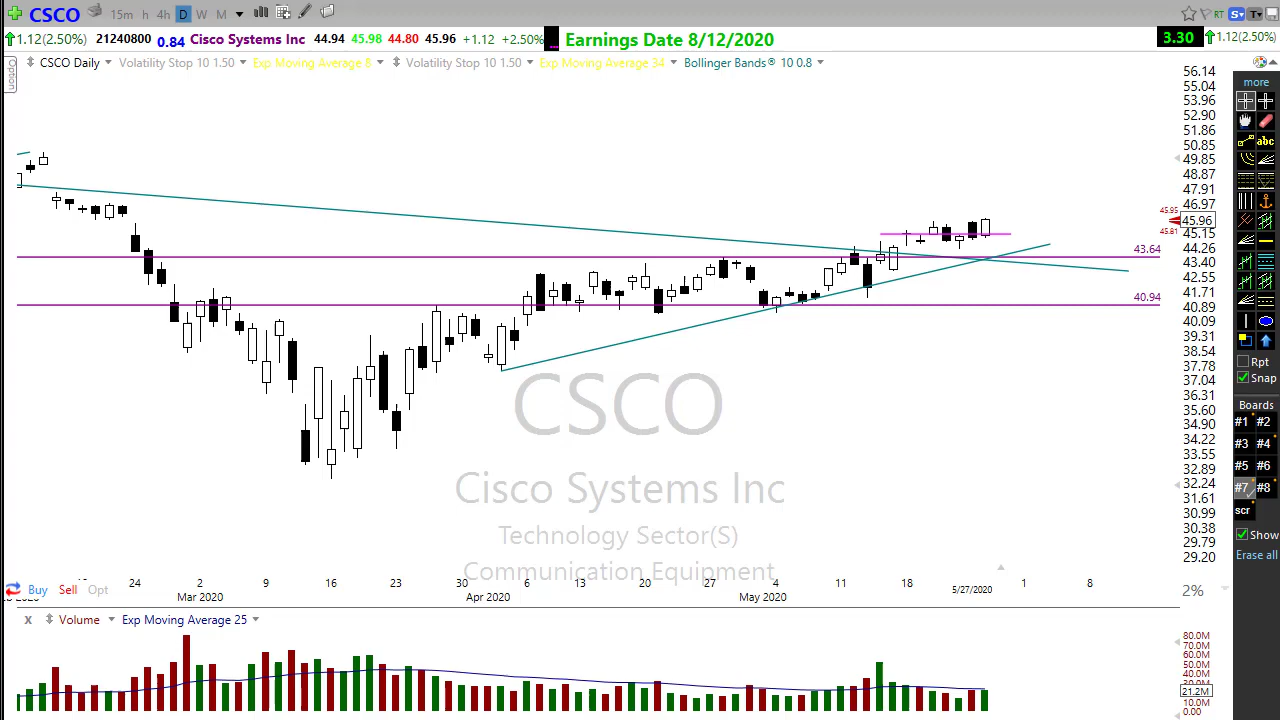 CSCO 15m h 4h D W M RT S T
1.12(2.50%) 21240800 0.84 Cisco Systems Inc 44.94 45.98 44.80 45.96 +1.12 +2.50% Earnings Date 8/12/2020 3.30 1.12(2.50%)
Option
CSCO Daily Volatility Stop 10 1.50 Exp Moving Average 8 Volatility Stop 10 1.50 Exp Moving Average 34 Bollinger Bands® 10 0.8
56.14
55.04
53.96
52.90
51.86
50.85
49.85
48.87
47.91
46.97
45.95
45.96
45.81
45.15
44.26
43.64
43.40
42.55
41.71
40.94
40.89
40.09
39.31
38.54
37.78
37.04
36.31
35.60
34.90
34.22
33.55
32.89
32.24
31.61
30.99
30.38
29.79
29.20
more
abc
Rpt
Snap
Boards
#1 #2
#3 #4
#5 #6
#7 #8
scr
Show
Erase all
CSCO
Cisco Systems Inc
Technology Sector(S)
Communication Equipment
24 2 9 16 23 30 6 13 20 27 4 11 18 5/27/2020 1 8
Buy Sell Opt
Mar 2020 Apr 2020 May 2020
2%
X Volume Exp Moving Average 25
80.0M
70.0M
60.0M
50.0M
40.0M
30.0M
21.2M
10.0M
0.00